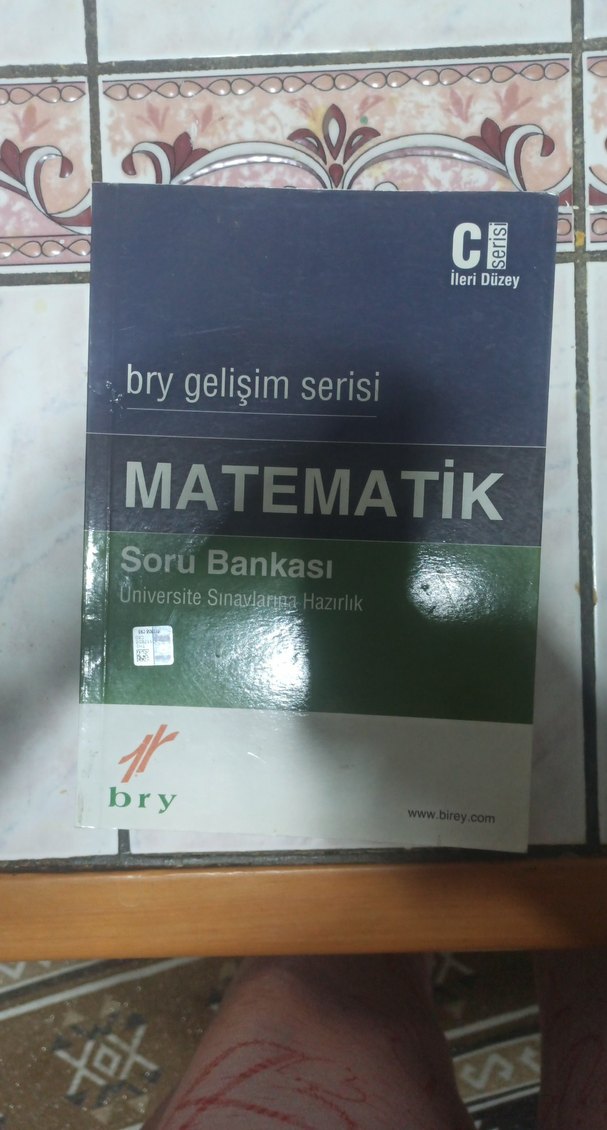 C serisi
İleri Düzey
bry gelişim serisi
MATEMATİK
Soru Bankası
Üniversite Sınavlarına Hazırlık
bry
www.birey.com